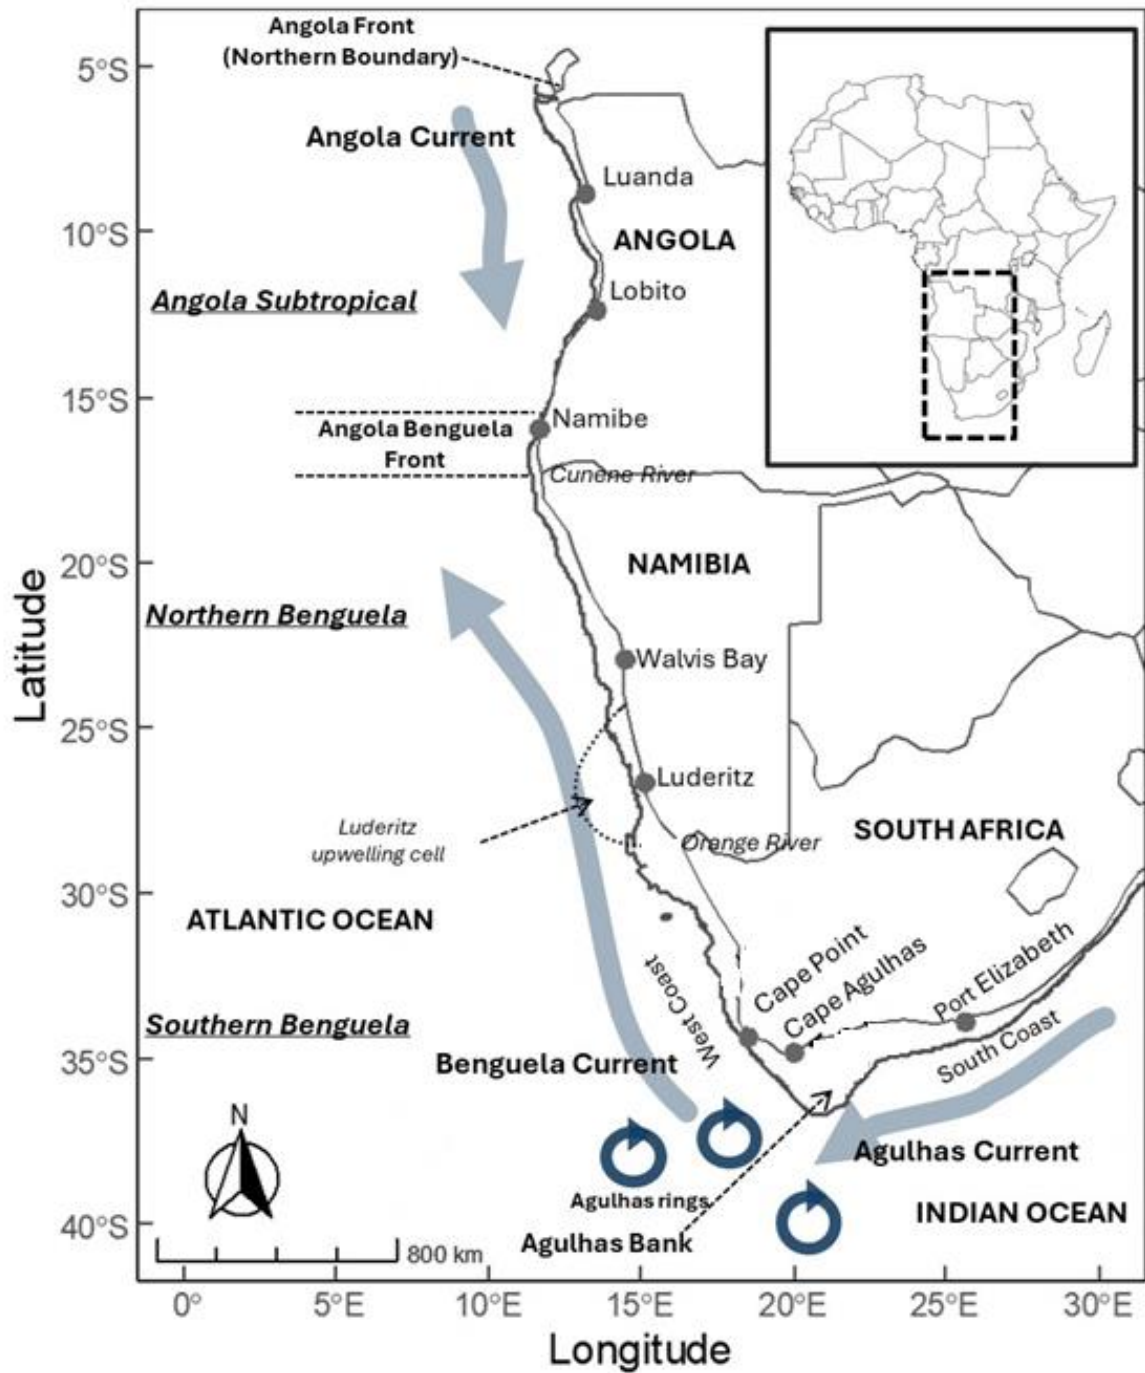 Angola Front
(Northern Boundary)
5°S
Angola Current
Luanda
10°S
ANGOLA
Angola Subtropical
Lobito
15°S
Namibe
Angola Benguela
Front
Cunene River
20°S
NAMIBIA
Northern Benguela
Walvis Bay
25°S
Luderitz
Luderitz
upwelling cell
SOUTH AFRICA
Orange River
30°S
ATLANTIC OCEAN
West Coast
Cape Point
Cape Agulhas
Port Elizabeth
South Coast
Southern Benguela
35°S
Benguela Current
N
Agulhas Current
Agulhas rings
INDIAN OCEAN
40°S
Agulhas Bank
800 km
0° 5°E 10°E 15°E 20°E 25°E 30°E
Longitude
Latitude